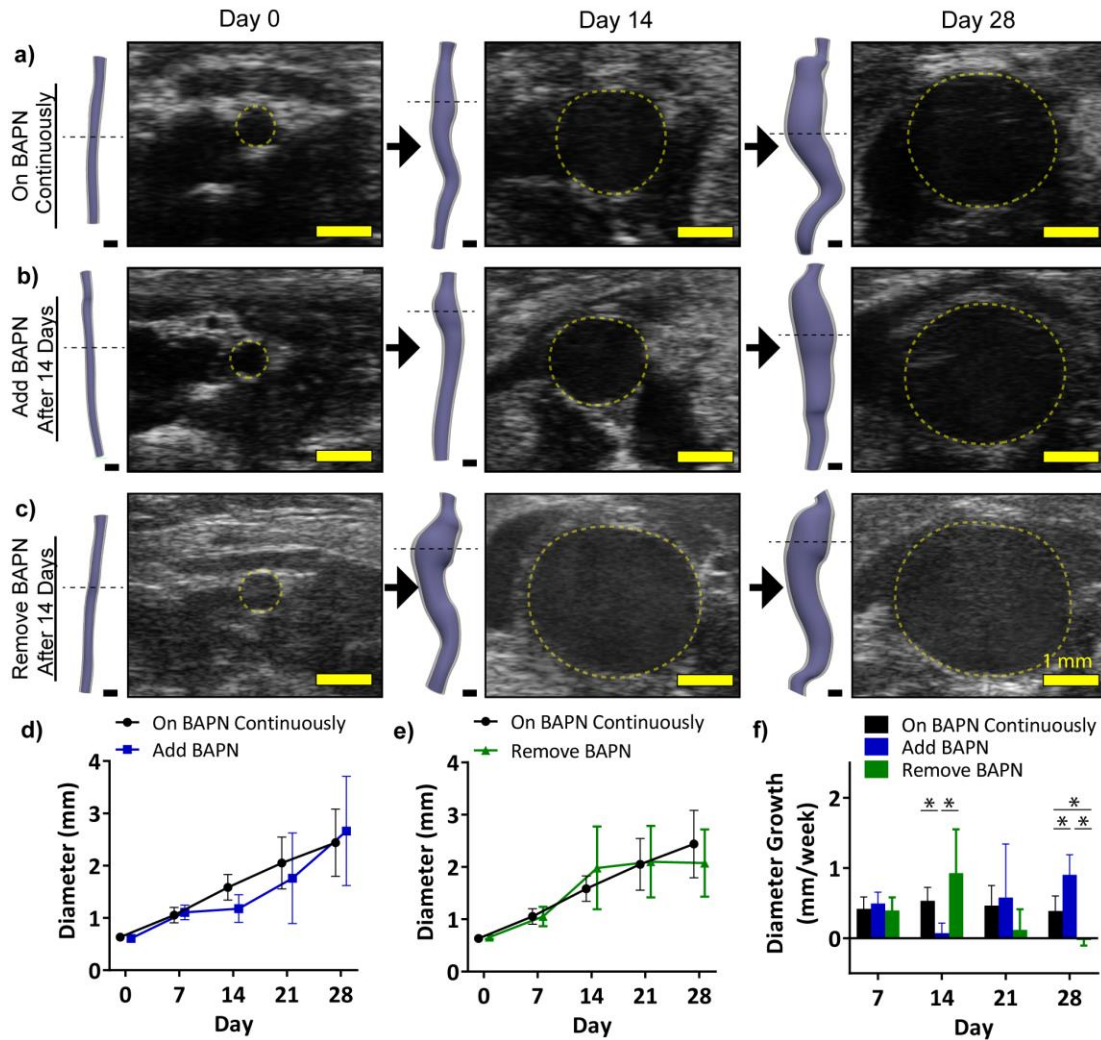 Day 0 Day 14 Day 28
a)
On BAPN
Continuously
b)
Add BAPN
After 14 Days
c)
Remove BAPN
After 14 Days
1 mm
d)
On BAPN Continuously
Add BAPN
Diameter (mm)
4
3
2
1
0
0 7 14 21 28
Day
e)
On BAPN Continuously
Remove BAPN
Diameter (mm)
4
3
2
1
0
0 7 14 21 28
Day
f)
On BAPN Continuously
Add BAPN
Remove BAPN
Diameter Growth
(mm/week)
2
1
0
* *
*
* *
7 14 21 28
Day